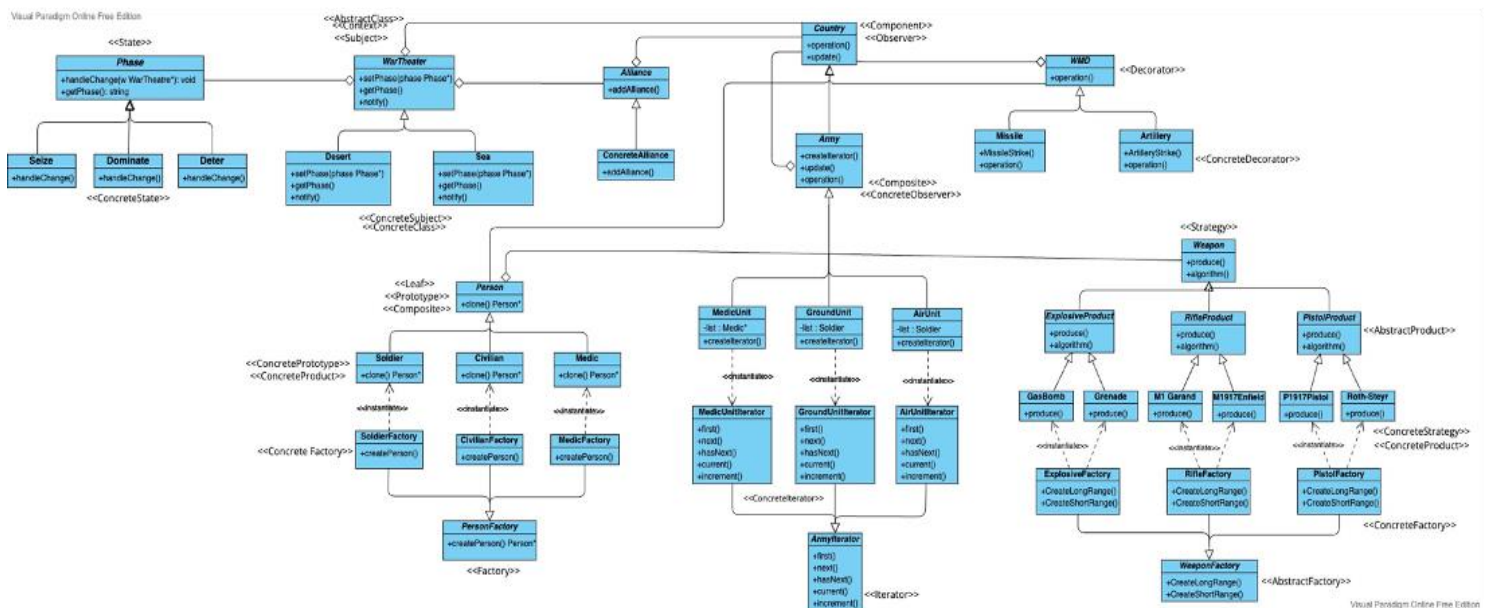 Visual Paradigm Online Free Edition
<<State>>
Phase
+handleChange(w WarTheatre*): void
+getPhase(): string
Seize
+handleChange()
Dominate
+handleChange()
Deter
+handleChange()
<<ConcreteState>>
<<AbstractClass>>
<<Context>>
<<Subject>>
WarTheater
+setPhase(phase Phase*)
+getPhase()
+notify()
Desert
+setPhase(phase Phase*)
+getPhase()
+notify()
Sea
+setPhase(phase Phase*)
+getPhase()
+notify()
<<ConcreteSubject>>
<<ConcreteClass>>
Alliance
+addAlliance()
ConcreteAlliance
+addAlliance()
Country
+operation()
+update()
<<Component>>
<<Observer>>
WMD
+operation()
<<Decorator>>
Missile
+MissileStrike()
+operation()
Artillery
+ArtilleryStrike()
+operation()
<<ConcreteDecorator>>
Army
+createIterator()
+update()
+operation()
<<Composite>>
<<ConcreteObserver>>
<<Leaf>>
<<Prototype>>
<<Composite>>
Person
+clone() Person*
<<ConcretePrototype>>
<<ConcreteProduct>>
Soldier
+clone() Person*
Civilian
+clone() Person*
Medic
+clone() Person*
<<instantiate>>
<<instantiate>>
<<instantiate>>
<<Concrete Factory>>
SoldierFactory
+createPerson()
CivilianFactory
+createPerson()
MedicFactory
+createPerson()
PersonFactory
+createPerson() Person*
<<Factory>>
MedicUnit
-list : Medic*
+createIterator()
GroundUnit
-list : Soldier
+createIterator()
AirUnit
-list : Soldier
+createIterator()
<<instantiate>>
<<instantiate>>
<<instantiate>>
MedicUnitIterator
+first()
+next()
+hasNext()
+current()
+increment()
GroundUnitIterator
+first()
+next()
+hasNext()
+current()
+increment()
AirUnitIterator
+first()
+next()
+hasNext()
+current()
+increment()
<<ConcreteIterator>>
ArmyIterator
+first()
+next()
+hasNext()
+current()
+increment()
<<Iterator>>
<<Strategy>>
Weapon
+produce()
+algorithm()
ExplosiveProduct
+produce()
+algorithm()
RifleProduct
+produce()
+algorithm()
PistolProduct
+produce()
+algorithm()
<<AbstractProduct>>
GasBomb
+produce()
Grenade
+produce()
M1 Garand
+produce()
M1917Enfield
+produce()
P1917Pistol
+produce()
Roth-Steyr
+produce()
<<ConcreteStrategy>>
<<ConcreteProduct>>
<<instantiate>>
<<instantiate>>
<<instantiate>>
ExplosiveFactory
+CreateLongRange()
+CreateShortRange()
RifleFactory
+CreateLongRange()
+CreateShortRange()
PistolFactory
+CreateLongRange()
+CreateShortRange()
<<ConcreteFactory>>
WeaponFactory
+CreateLongRange()
+CreateShortRange()
<<AbstractFactory>>
Visual Paradigm Online Free Edition